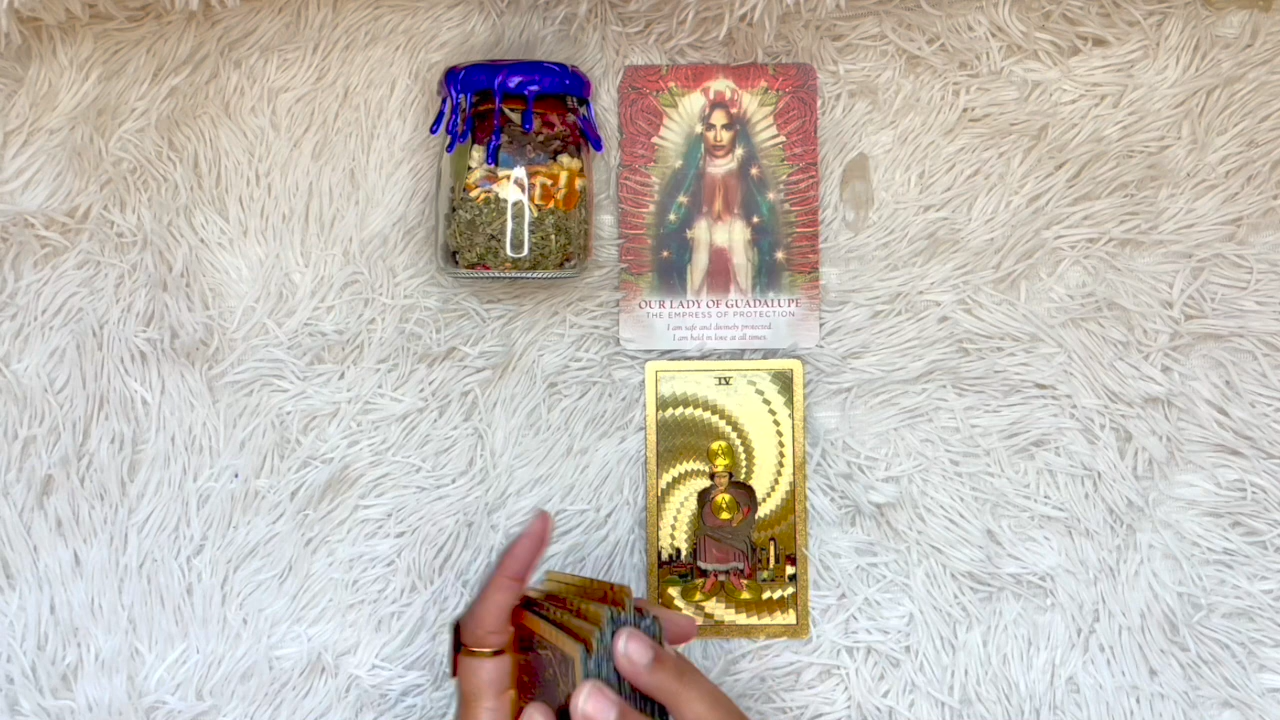 OUR LADY OF GUADALUPE
THE EMPRESS OF PROTECTION
I am safe and divinely protected.
I am held in love at all times.
IV